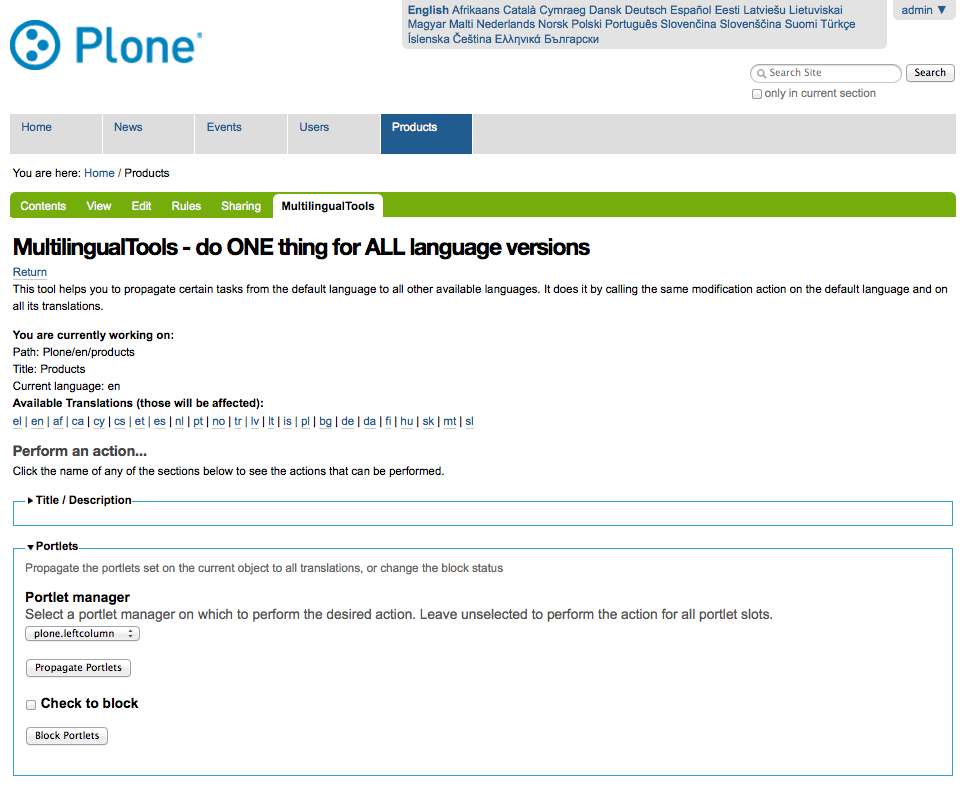 Plone
English Afrikaans Català Cymraeg Dansk Deutsch Español Eesti Latviešu Lietuviskai
Magyar Malti Nederlands Norsk Polski Português Slovenčina Slovenščina Suomi Türkçe
Íslenska Čeština Ελληνικά Български
admin ▼
Search Site
Search
only in current section
Home
News
Events
Users
Products
You are here: Home / Products
Contents
View
Edit
Rules
Sharing
MultilingualTools
MultilingualTools - do ONE thing for ALL language versions
Return
This tool helps you to propagate certain tasks from the default language to all other available languages. It does it by calling the same modification action on the default language and on
all its translations.
You are currently working on:
Path: Plone/en/products
Title: Products
Current language: en
Available Translations (those will be affected):
el | en | af | ca | cy | cs | et | es | nl | pt | no | tr | lv | lt | is | pl | bg | de | da | fi | hu | sk | mt | sl
Perform an action...
Click the name of any of the sections below to see the actions that can be performed.
Title / Description
Portlets
Propagate the portlets set on the current object to all translations, or change the block status
Portlet manager
Select a portlet manager on which to perform the desired action. Leave unselected to perform the action for all portlet slots.
plone.leftcolumn
Propagate Portlets
Check to block
Block Portlets